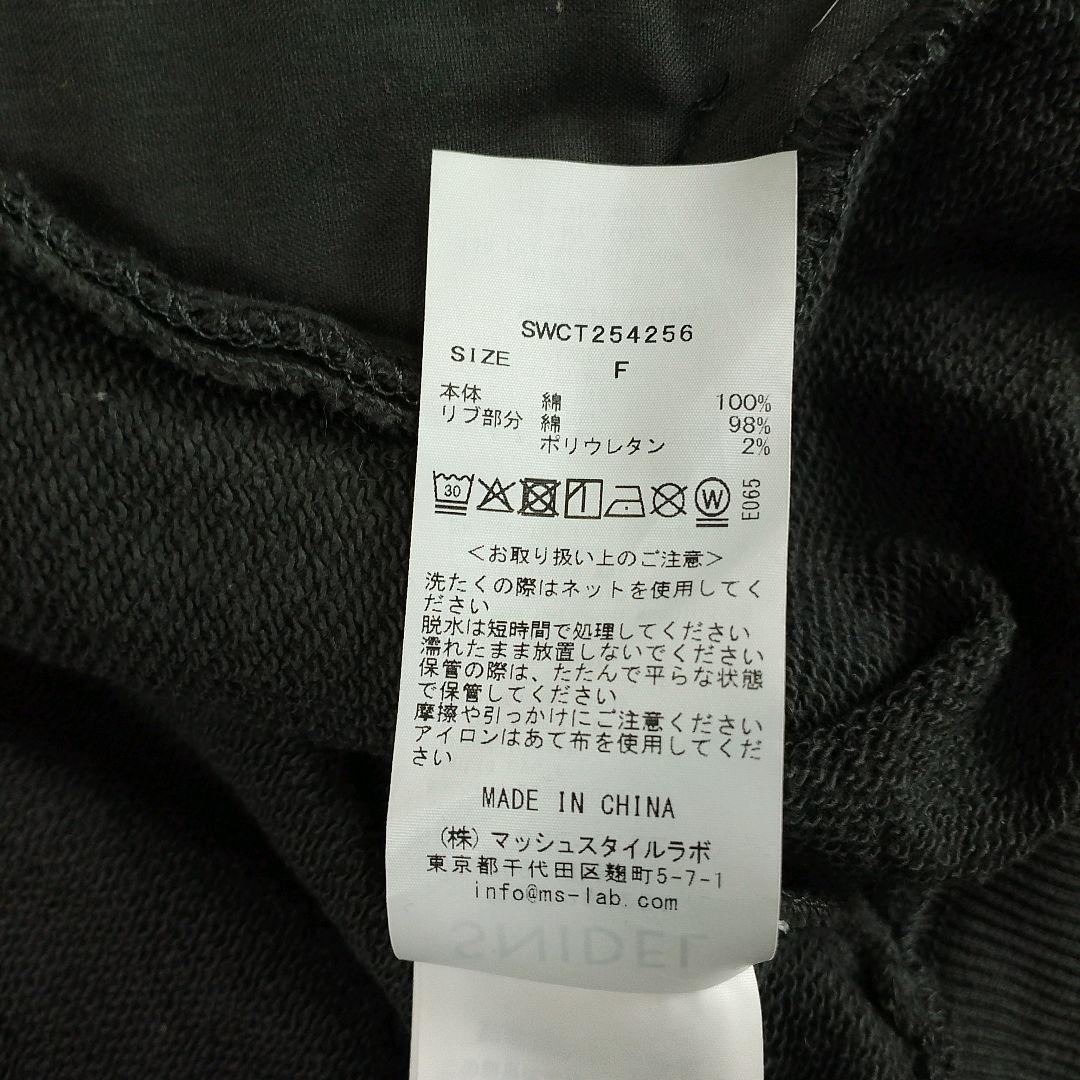 SWCT254256
SIZE F
本体 綿 100%
リブ部分 綿 98%
ポリウレタン 2%
30 W E065
＜お取り扱い上のご注意＞
洗たくの際はネットを使用してく
ださい
脱水は短時間で処理してください
濡れたまま放置しないでください
保管の際は、たたんで平らな状態
で保管してください
摩擦や引っかけにご注意ください
アイロンはあて布を使用してくだ
さい
MADE IN CHINA
(株) マッシュスタイルラボ
東京都千代田区麹町5-7-1
info@ms-lab.com
SNIDEL